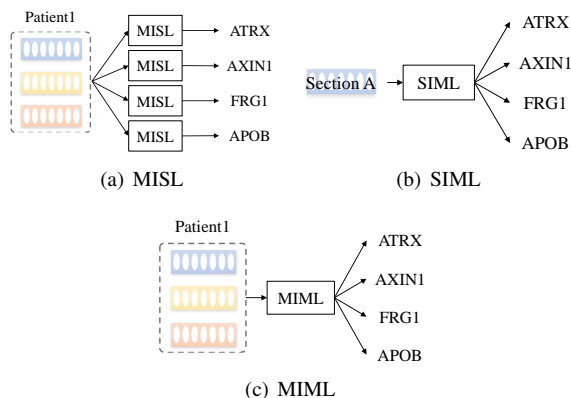 Patient1
MISL
ATRX
MISL
AXIN1
MISL
FRG1
MISL
APOB
(a) MISL
Section A
SIML
ATRX
AXIN1
FRG1
APOB
(b) SIML
Patient1
MIML
ATRX
AXIN1
FRG1
APOB
(c) MIML